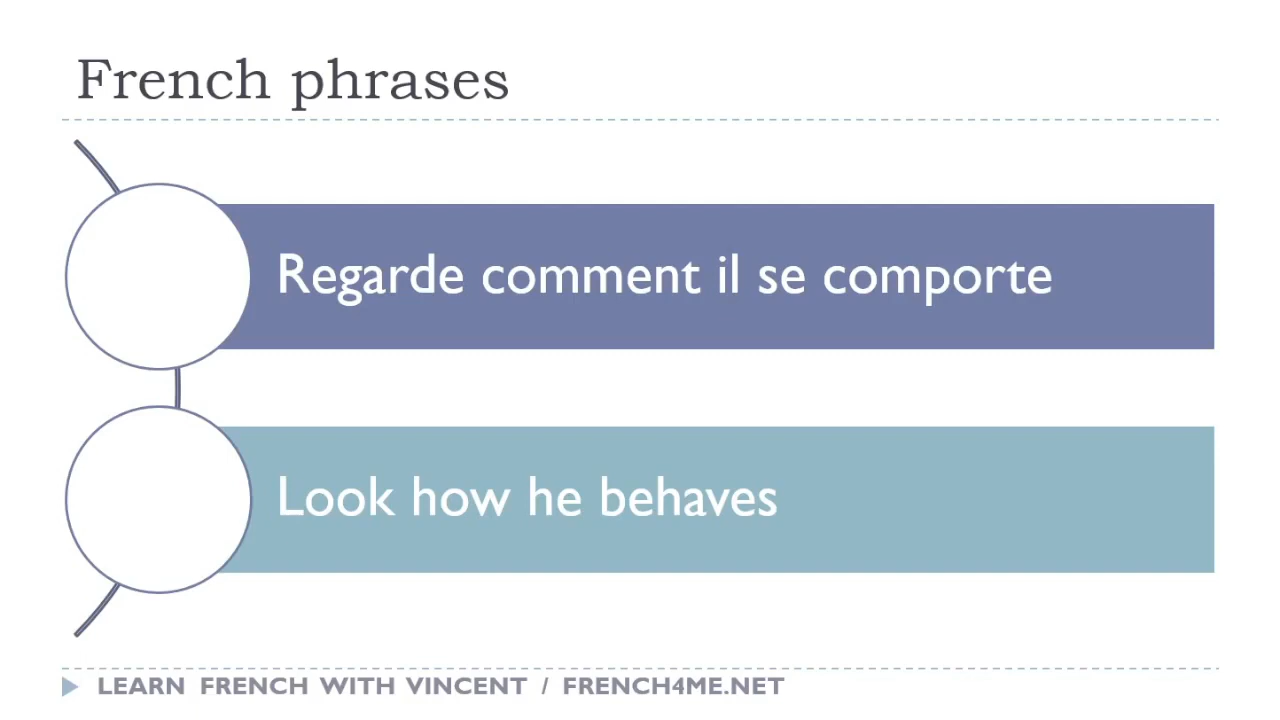 French phrases
Regarde comment il se comporte
Look how he behaves
LEARN FRENCH WITH VINCENT / FRENCH4ME.NET